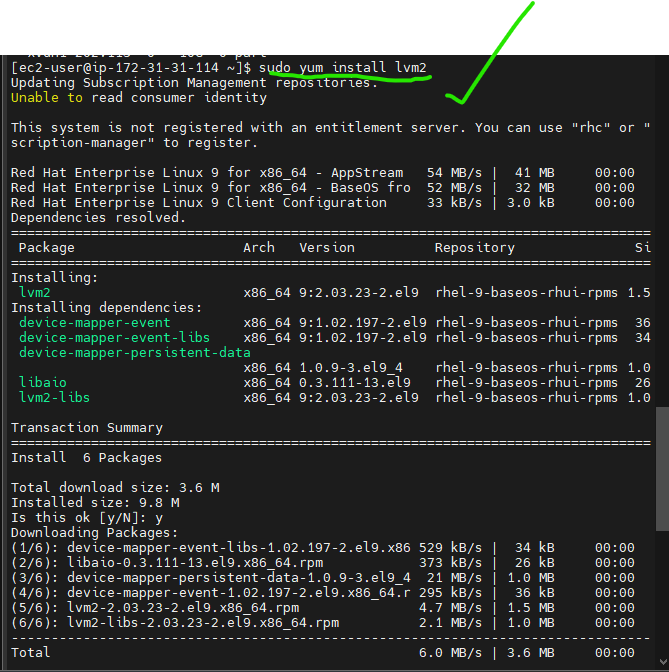 [ec2-user@ip-172-31-31-114 ~]$ sudo yum install lvm2
Updating Subscription Management repositories.
Unable to read consumer identity
This system is not registered with an entitlement server. You can use "rhc" or "
scription-manager" to register.
Red Hat Enterprise Linux 9 for x86_64 - AppStream 54 MB/s | 41 MB 00:00
Red Hat Enterprise Linux 9 for x86_64 - BaseOS fro 52 MB/s | 32 MB 00:00
Red Hat Enterprise Linux 9 Client Configuration 33 kB/s | 3.0 kB 00:00
Dependencies resolved.
================================================================================
Package Arch Version Repository Si
================================================================================
Installing:
lvm2 x86_64 9:2.03.23-2.el9 rhel-9-baseos-rhui-rpms 1.5
Installing dependencies:
device-mapper-event x86_64 9:1.02.197-2.el9 rhel-9-baseos-rhui-rpms 36
device-mapper-event-libs x86_64 9:1.02.197-2.el9 rhel-9-baseos-rhui-rpms 34
device-mapper-persistent-data
x86_64 1.0.9-3.el9_4 rhel-9-baseos-rhui-rpms 1.0
libaio x86_64 0.3.111-13.el9 rhel-9-baseos-rhui-rpms 26
lvm2-libs x86_64 9:2.03.23-2.el9 rhel-9-baseos-rhui-rpms 1.0
Transaction Summary
================================================================================
Install 6 Packages
Total download size: 3.6 M
Installed size: 9.8 M
Is this ok [y/N]: y
Downloading Packages:
(1/6): device-mapper-event-libs-1.02.197-2.el9.x86 529 kB/s | 34 kB 00:00
(2/6): libaio-0.3.111-13.el9.x86_64.rpm 373 kB/s | 26 kB 00:00
(3/6): device-mapper-persistent-data-1.0.9-3.el9_4 21 MB/s | 1.0 MB 00:00
(4/6): device-mapper-event-1.02.197-2.el9.x86_64.r 295 kB/s | 36 kB 00:00
(5/6): lvm2-2.03.23-2.el9.x86_64.rpm 4.7 MB/s | 1.5 MB 00:00
(6/6): lvm2-libs-2.03.23-2.el9.x86_64.rpm 2.1 MB/s | 1.0 MB 00:00
--------------------------------------------------------------------------------
Total 6.0 MB/s | 3.6 MB 00:00